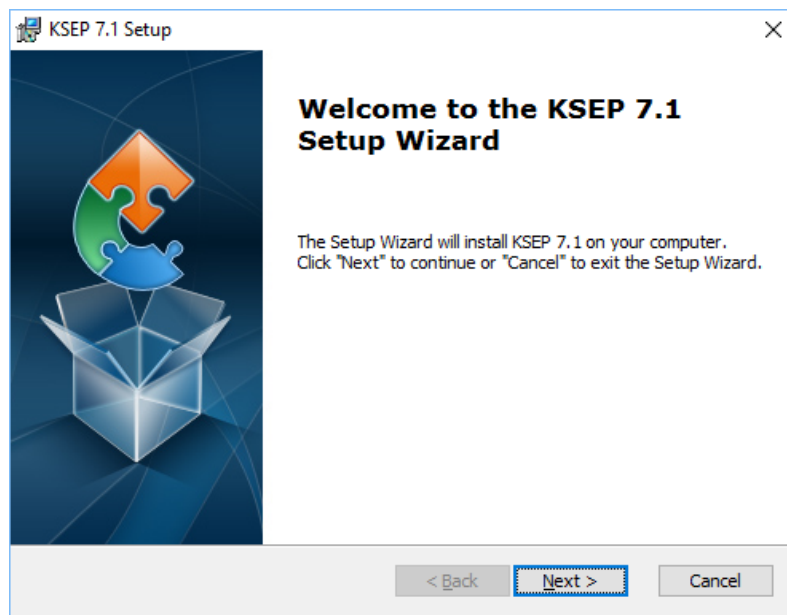 KSEP 7.1 Setup
Welcome to the KSEP 7.1
Setup Wizard
The Setup Wizard will install KSEP 7.1 on your computer.
Click "Next" to continue or "Cancel" to exit the Setup Wizard.
< Back Next > Cancel